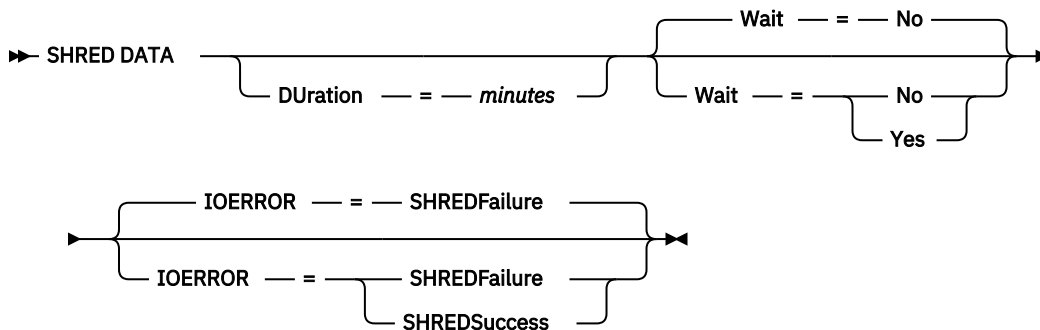 Wait = No
SHRED DATA
DUration = minutes Wait = No
Yes
IOERROR = SHREDFailure
IOERROR = SHREDFailure
SHREDSuccess